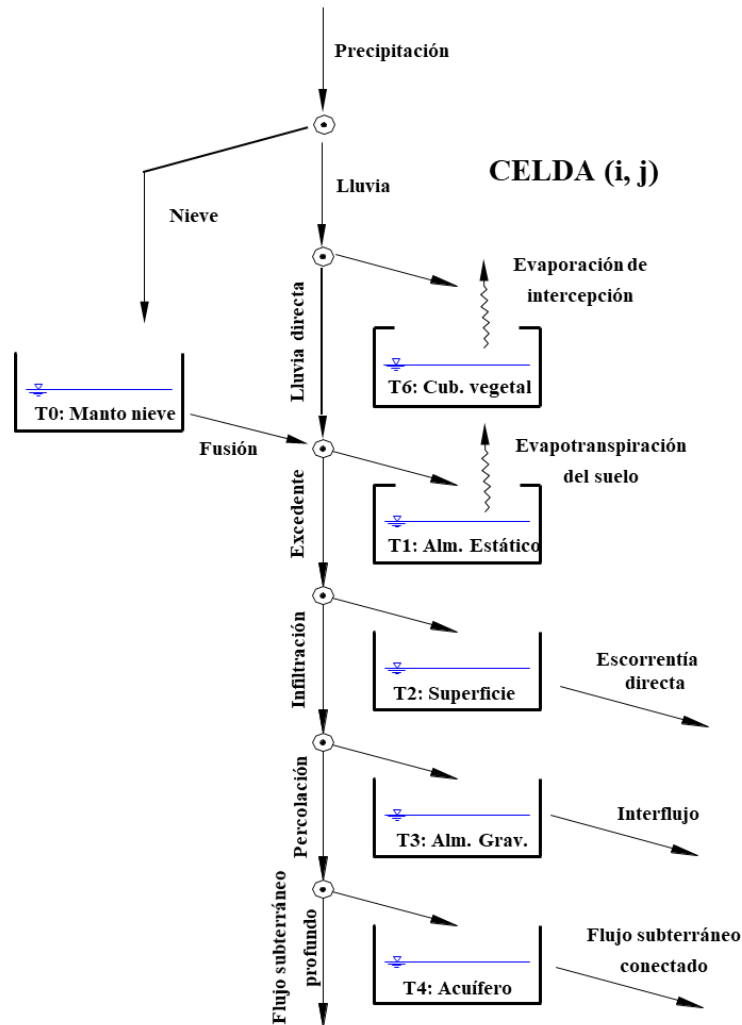 Precipitación
CELDA (i, j)
Lluvia
Nieve
Evaporación de
intercepción
Lluvia directa
T6: Cub. vegetal
T0: Manto nieve
Fusión
Evapotranspiración
del suelo
Excedente
T1: Alm. Estático
Infiltración
Escorrentía
directa
T2: Superficie
Percolación
Interflujo
T3: Alm. Grav.
Flujo subterráneo
profundo
Flujo subterráneo
conectado
T4: Acuífero